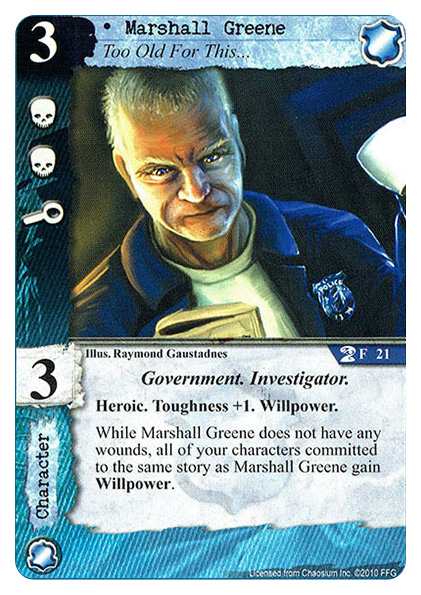 3
• Marshall Greene
Too Old For This...
POLICE
Illus. Raymond Gaustadnes
F 21
3
Government. Investigator.
Heroic. Toughness +1. Willpower.
While Marshall Greene does not have any
wounds, all of your characters committed
to the same story as Marshall Greene gain
Willpower.
Character
Licensed from Chaosium Inc. ©2010 FFG